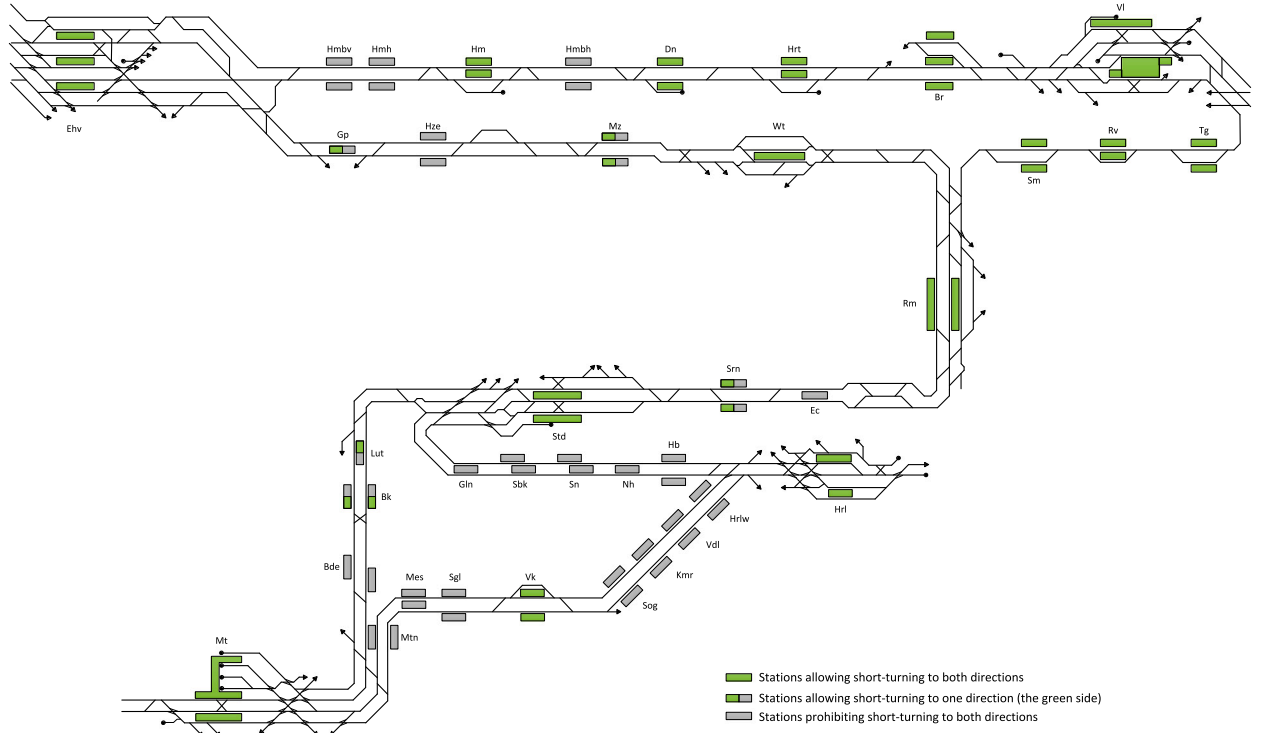 Vl
Hmbv Hmh Hm Hmbh Dn Hrt
Br
Ehv
Gp Hze Mz Wt Rv Tg
Sm
Rm
Srn
Ec
Std
Lut
Hb
Gln Sbk Sn Nh
Bk
Hrl
Hrlw
Vdl
Bde
Kmr
Mes Sgl Vk
Sog
Mtn
Mt
Stations allowing short-turning to both directions
Stations allowing short-turning to one direction (the green side)
Stations prohibiting short-turning to both directions